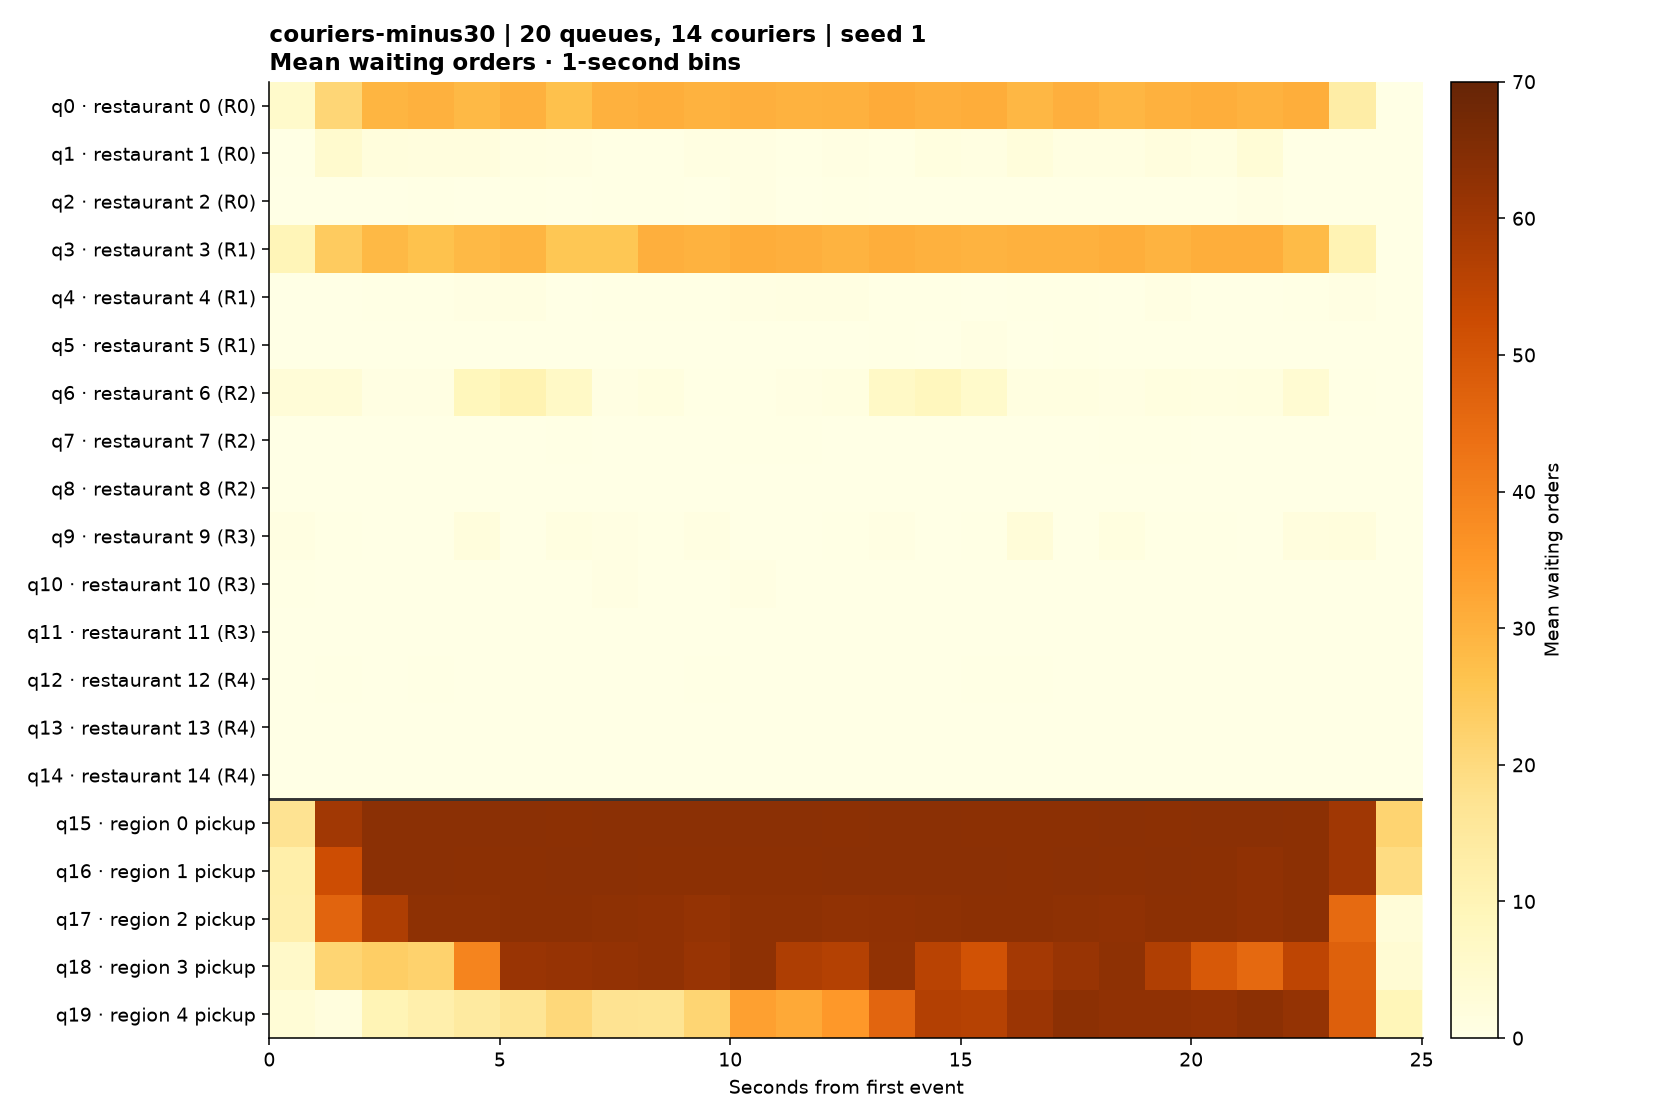 couriers-minus30 | 20 queues, 14 couriers | seed 1
Mean waiting orders · 1-second bins
q0 · restaurant 0 (R0)
q1 · restaurant 1 (R0)
q2 · restaurant 2 (R0)
q3 · restaurant 3 (R1)
q4 · restaurant 4 (R1)
q5 · restaurant 5 (R1)
q6 · restaurant 6 (R2)
q7 · restaurant 7 (R2)
q8 · restaurant 8 (R2)
q9 · restaurant 9 (R3)
q10 · restaurant 10 (R3)
q11 · restaurant 11 (R3)
q12 · restaurant 12 (R4)
q13 · restaurant 13 (R4)
q14 · restaurant 14 (R4)
q15 · region 0 pickup
q16 · region 1 pickup
q17 · region 2 pickup
q18 · region 3 pickup
q19 · region 4 pickup
0 5 10 15 20 25
Seconds from first event
70
60
50
40
30
20
10
0
Mean waiting orders